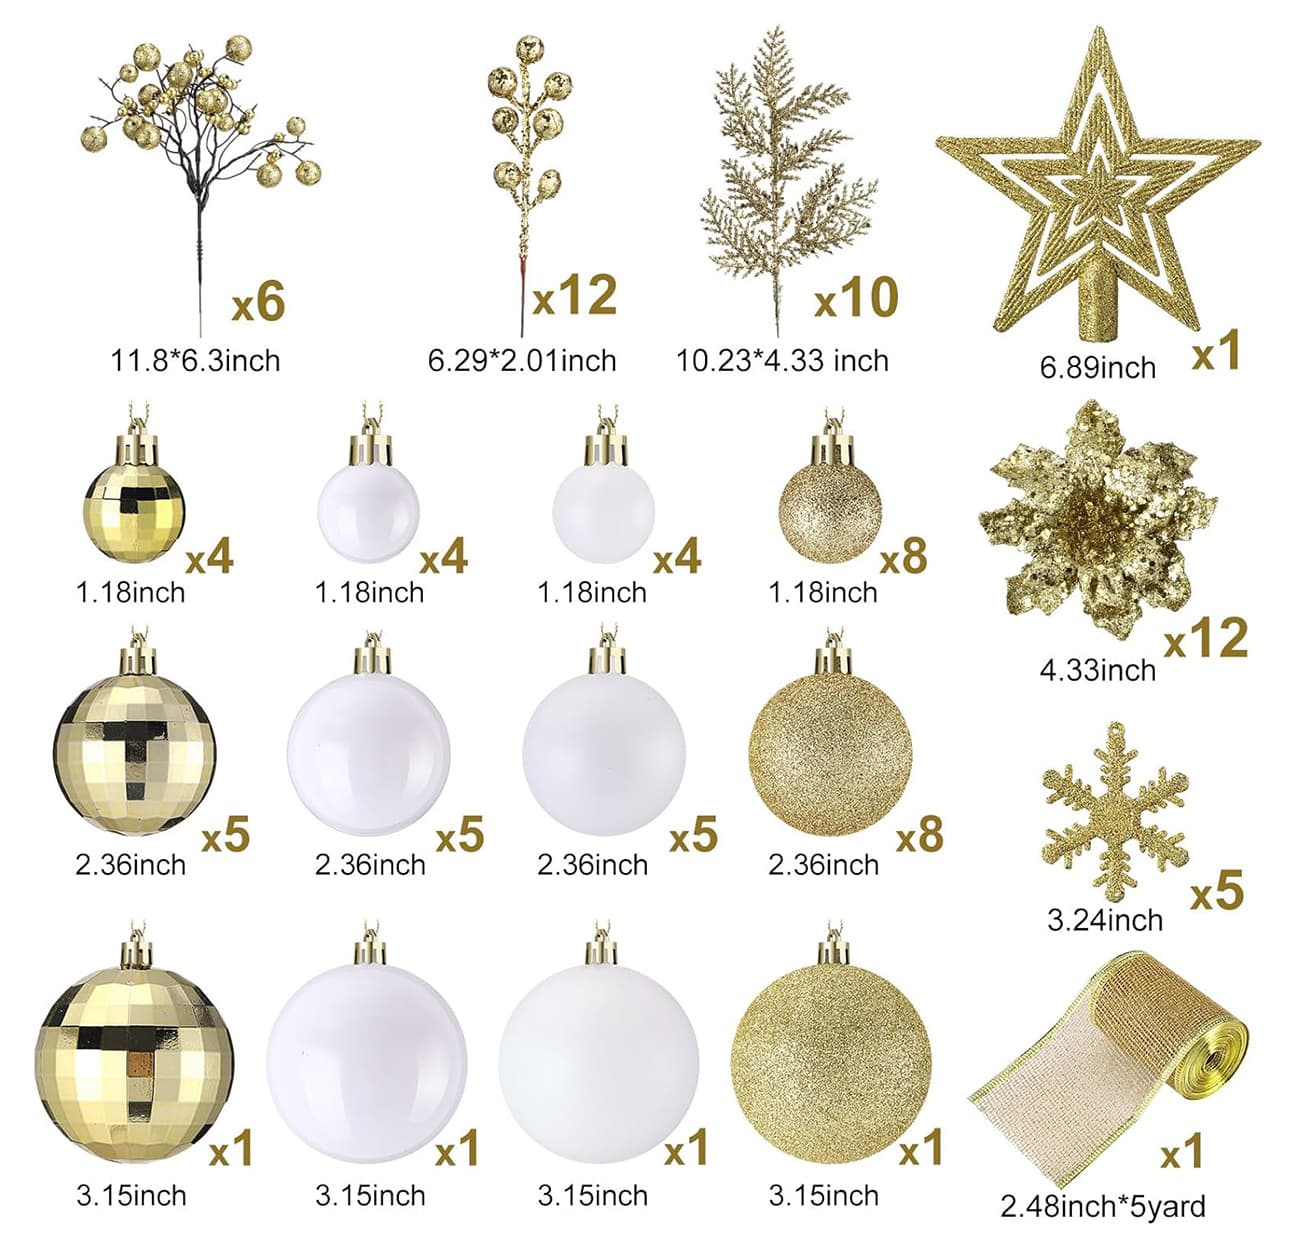 x6
x12
x10
x1
11.8*6.3inch
6.29*2.01inch
10.23*4.33 inch
6.89inch
x4
x4
x4
x8
1.18inch
1.18inch
1.18inch
1.18inch
x12
4.33inch
x5
x5
x5
x8
2.36inch
2.36inch
2.36inch
2.36inch
x5
3.24inch
x1
x1
x1
x1
x1
3.15inch
3.15inch
3.15inch
3.15inch
2.48inch*5yard